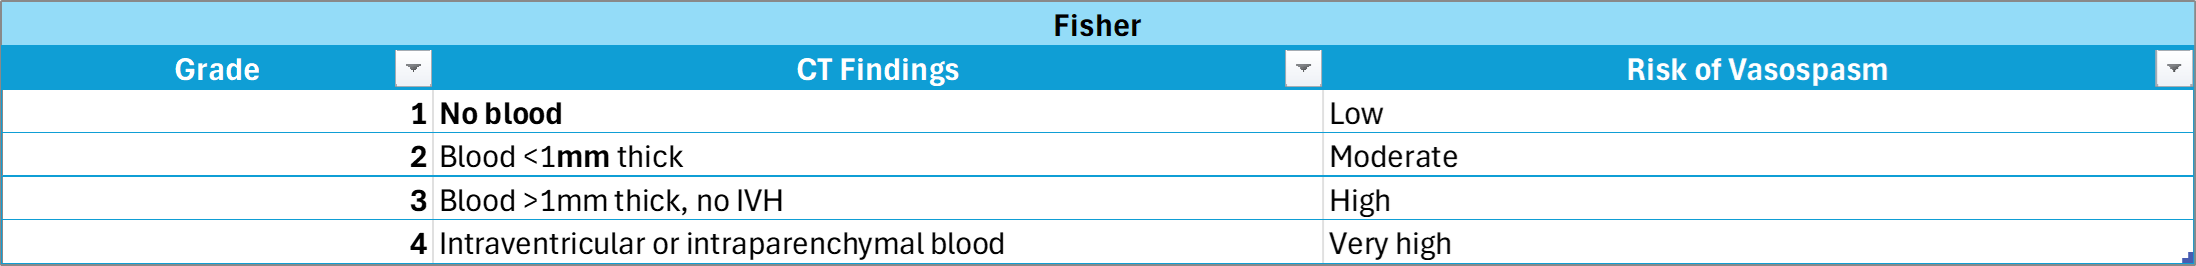 Fisher
Grade CT Findings Risk of Vasospasm
1 No blood Low
2 Blood <1mm thick Moderate
3 Blood >1mm thick, no IVH High
4 Intraventricular or intraparenchymal blood Very high